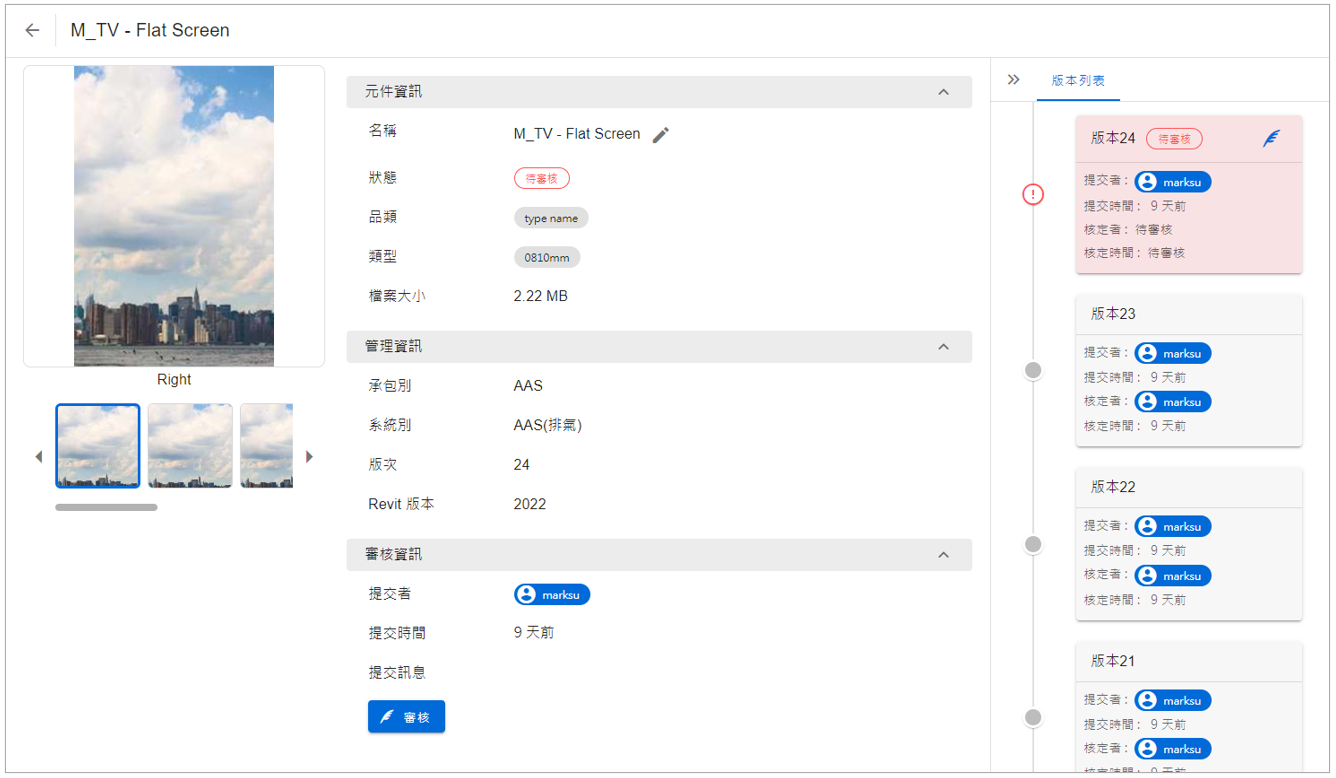 M_TV - Flat Screen
Right
元件資訊
名稱 M_TV - Flat Screen
狀態 待審核
品類 type name
類型 0810mm
檔案大小 2.22 MB
管理資訊
承包別 AAS
系統別 AAS(排氣)
版次 24
Revit 版本 2022
審核資訊
提交者 marksu
提交時間 9 天前
提交訊息
審核
版本列表
版本24 待審核
提交者： marksu
提交時間： 9 天前
核定者： 待審核
核定時間： 待審核
版本23
提交者： marksu
提交時間： 9 天前
核定者： marksu
核定時間： 9 天前
版本22
提交者： marksu
提交時間： 9 天前
核定者： marksu
核定時間： 9 天前
版本21
提交者： marksu
提交時間： 9 天前
核定者： marksu